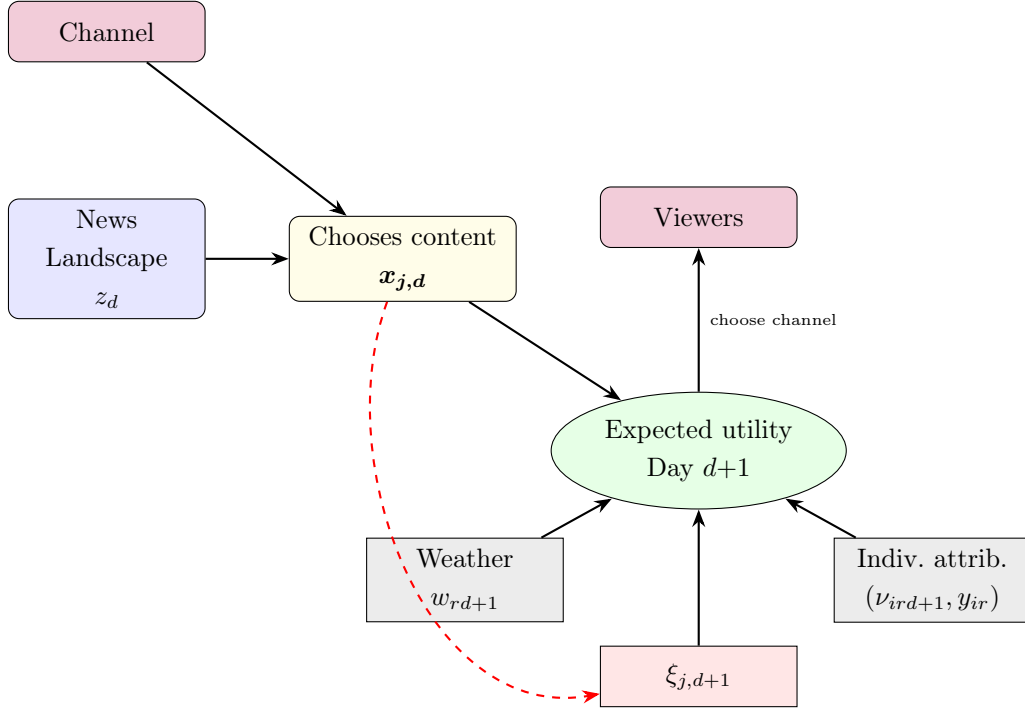 Channel
News
Landscape
z_d
Chooses content
x_{j,d}
Viewers
choose channel
Expected utility
Day d+1
Weather
w_{rd+1}
Indiv. attrib.
(ν_{ird+1}, y_{ir})
ξ_{j,d+1}